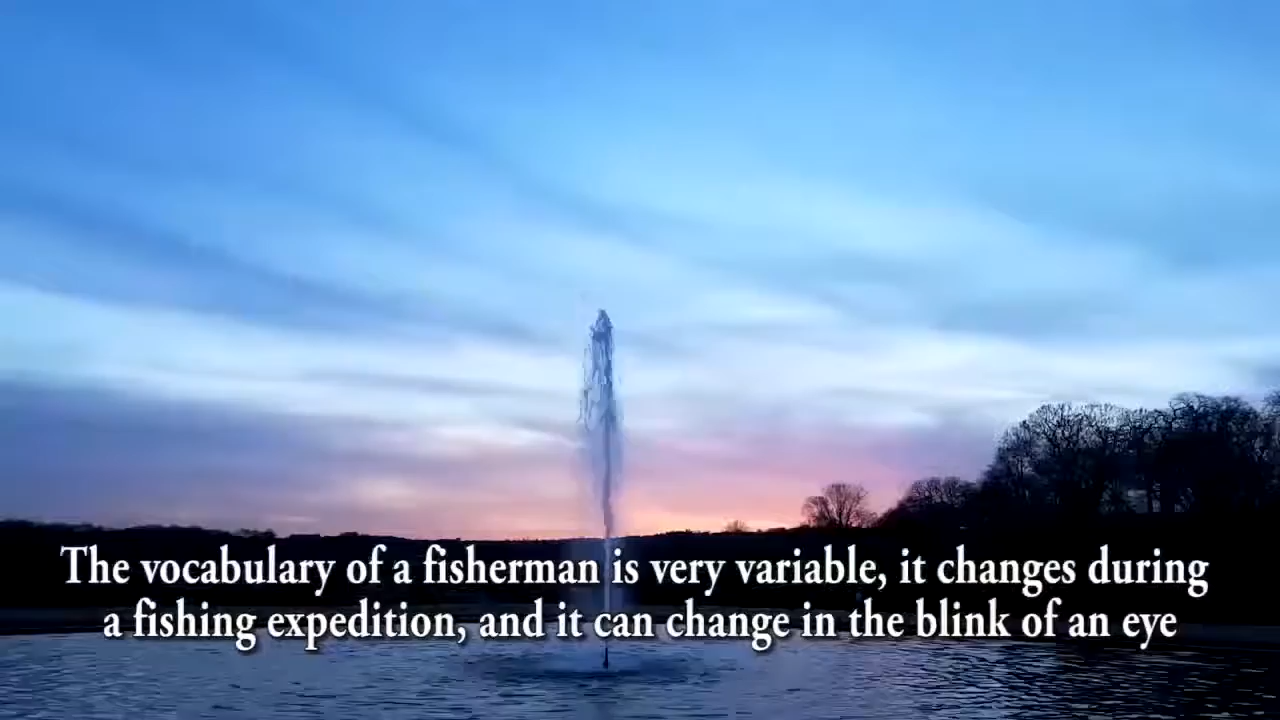 The vocabulary of a fisherman is very variable, it changes during
a fishing expedition, and it can change in the blink of an eye